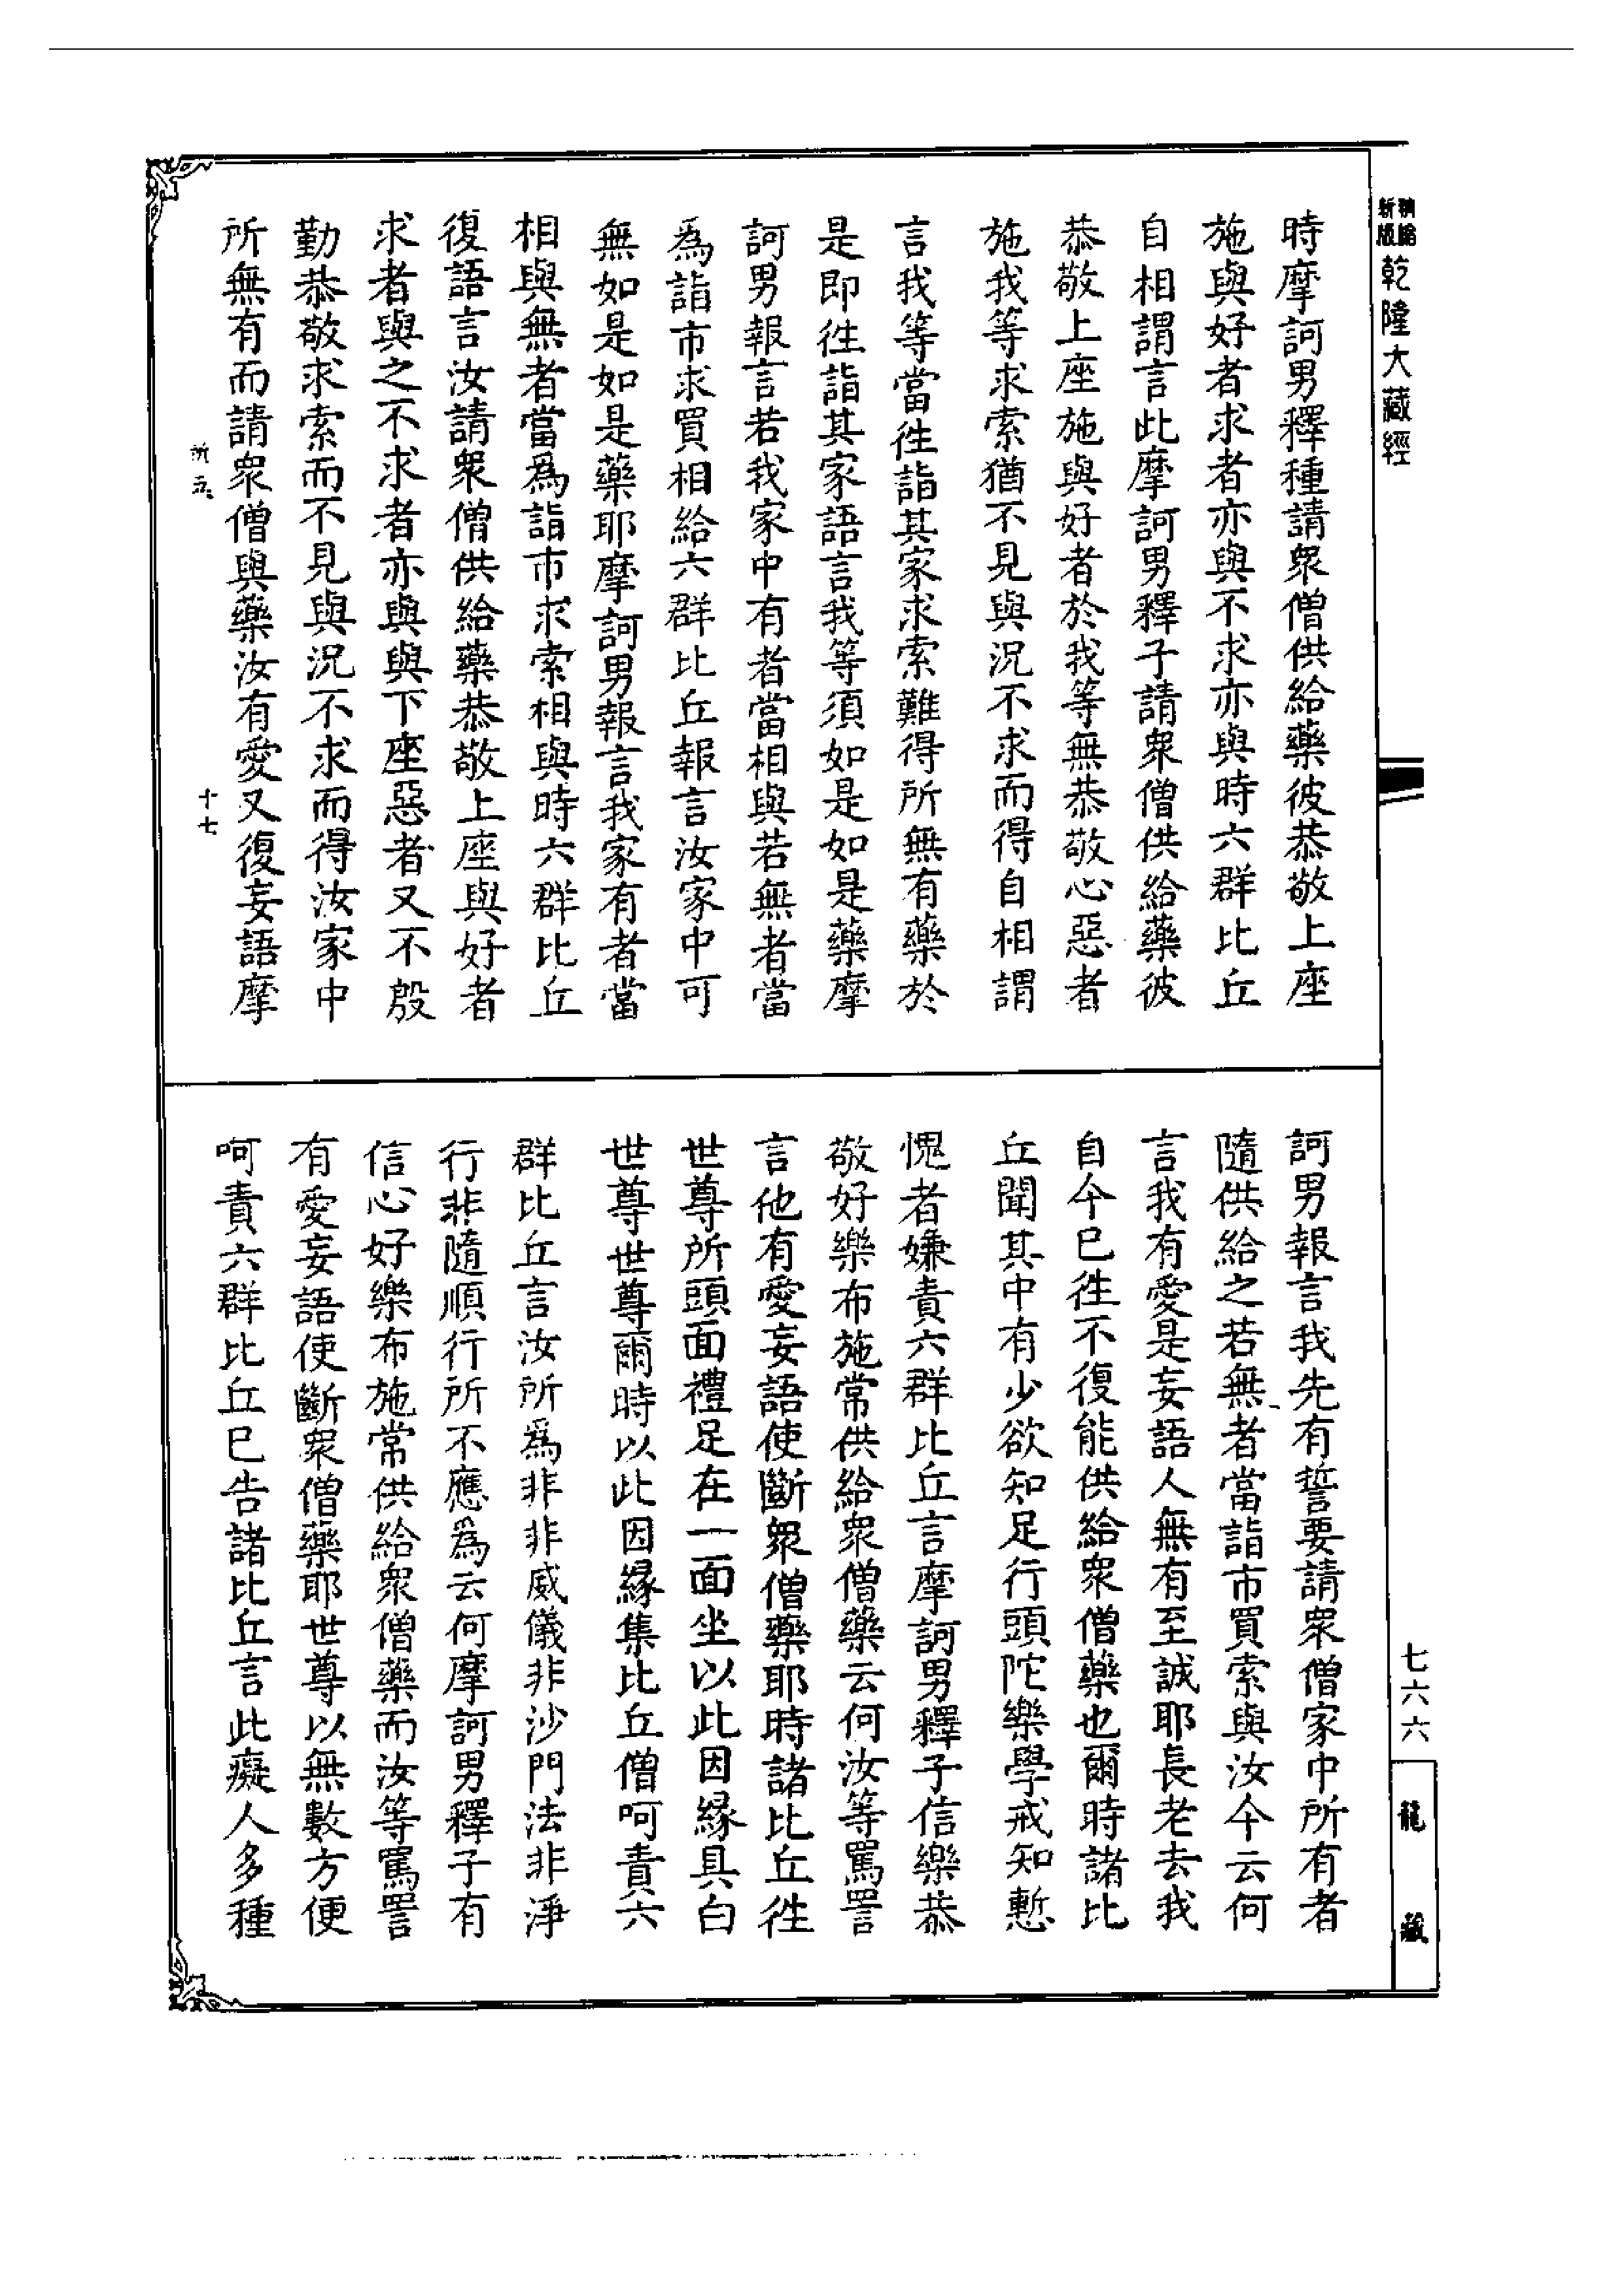 新版
乾隆大藏經
時摩訶男釋種請衆僧供給藥彼恭敬上座
施與好者求者亦與不求亦與時六群比丘
自相謂言此摩訶男釋子請衆僧供給藥彼
恭敬上座施與好者於我等無恭敬心惡者
施我等求索猶不見與況不求而得自相謂
言我等當往詣其家求索難得所無有藥於
是即往詣其家語言我等須如是如是藥摩
訶男報言若我家中有者當相與若無者當
為詣市求買相給六群比丘報言汝家中可
無如是如是藥耶摩訶男報言我家有者當
相與無者當爲詣市求索相與時六群比丘
復語言汝請衆僧供給藥恭敬上座與好者
求者與之不求者亦與與下座惡者又不慇
勤恭敬求索而不見與況不求而得汝家中
所無有而請衆僧與藥汝有愛又復妄語摩
十七
訶男報言我先有誓要請衆僧家中所有者
隨供給之若無者當詣市買索與汝今云何
言我有愛是妄語人無有至誠耶長老去我
自今已往不復能供給衆僧藥也爾時諸比
丘聞其中有少欲知足行頭陀樂學戒知慙
愧者嫌責六群比丘言摩訶男釋子信樂恭
敬好樂布施常供給衆僧藥云何汝等罵詈
言他有愛妄語使斷衆僧藥耶時諸比丘往
世尊所頭面禮足在一面坐以此因緣具白
世尊世尊爾時以此因緣集比丘僧呵責六
群比丘言汝所爲非非威儀非沙門法非淨
行非隨順行所不應爲云何摩訶男釋子有
信心好樂布施常供給衆僧藥而汝等罵詈
有愛妄語使斷衆僧藥耶世尊以無數方便
呵責六群比丘已告諸比丘言此癡人多種
七六六
龍藏